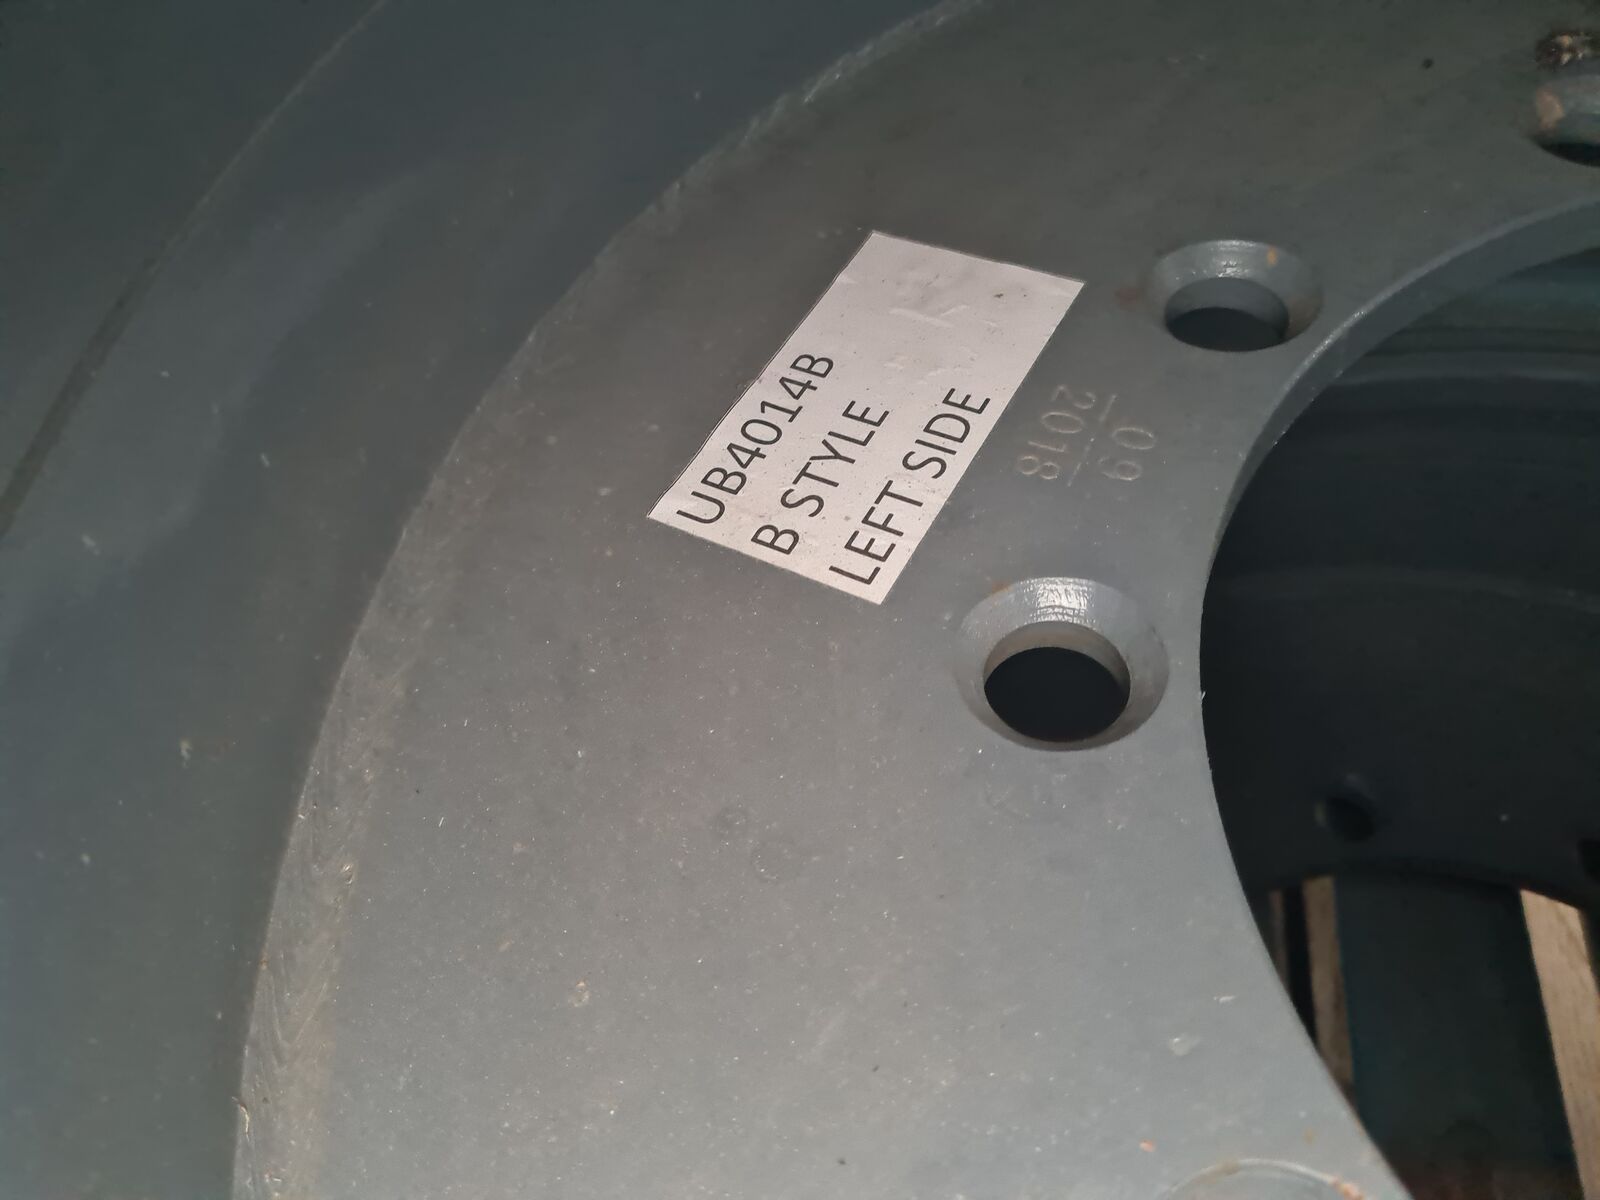 UB4014B
B STYLE
LEFT SIDE
09
2018